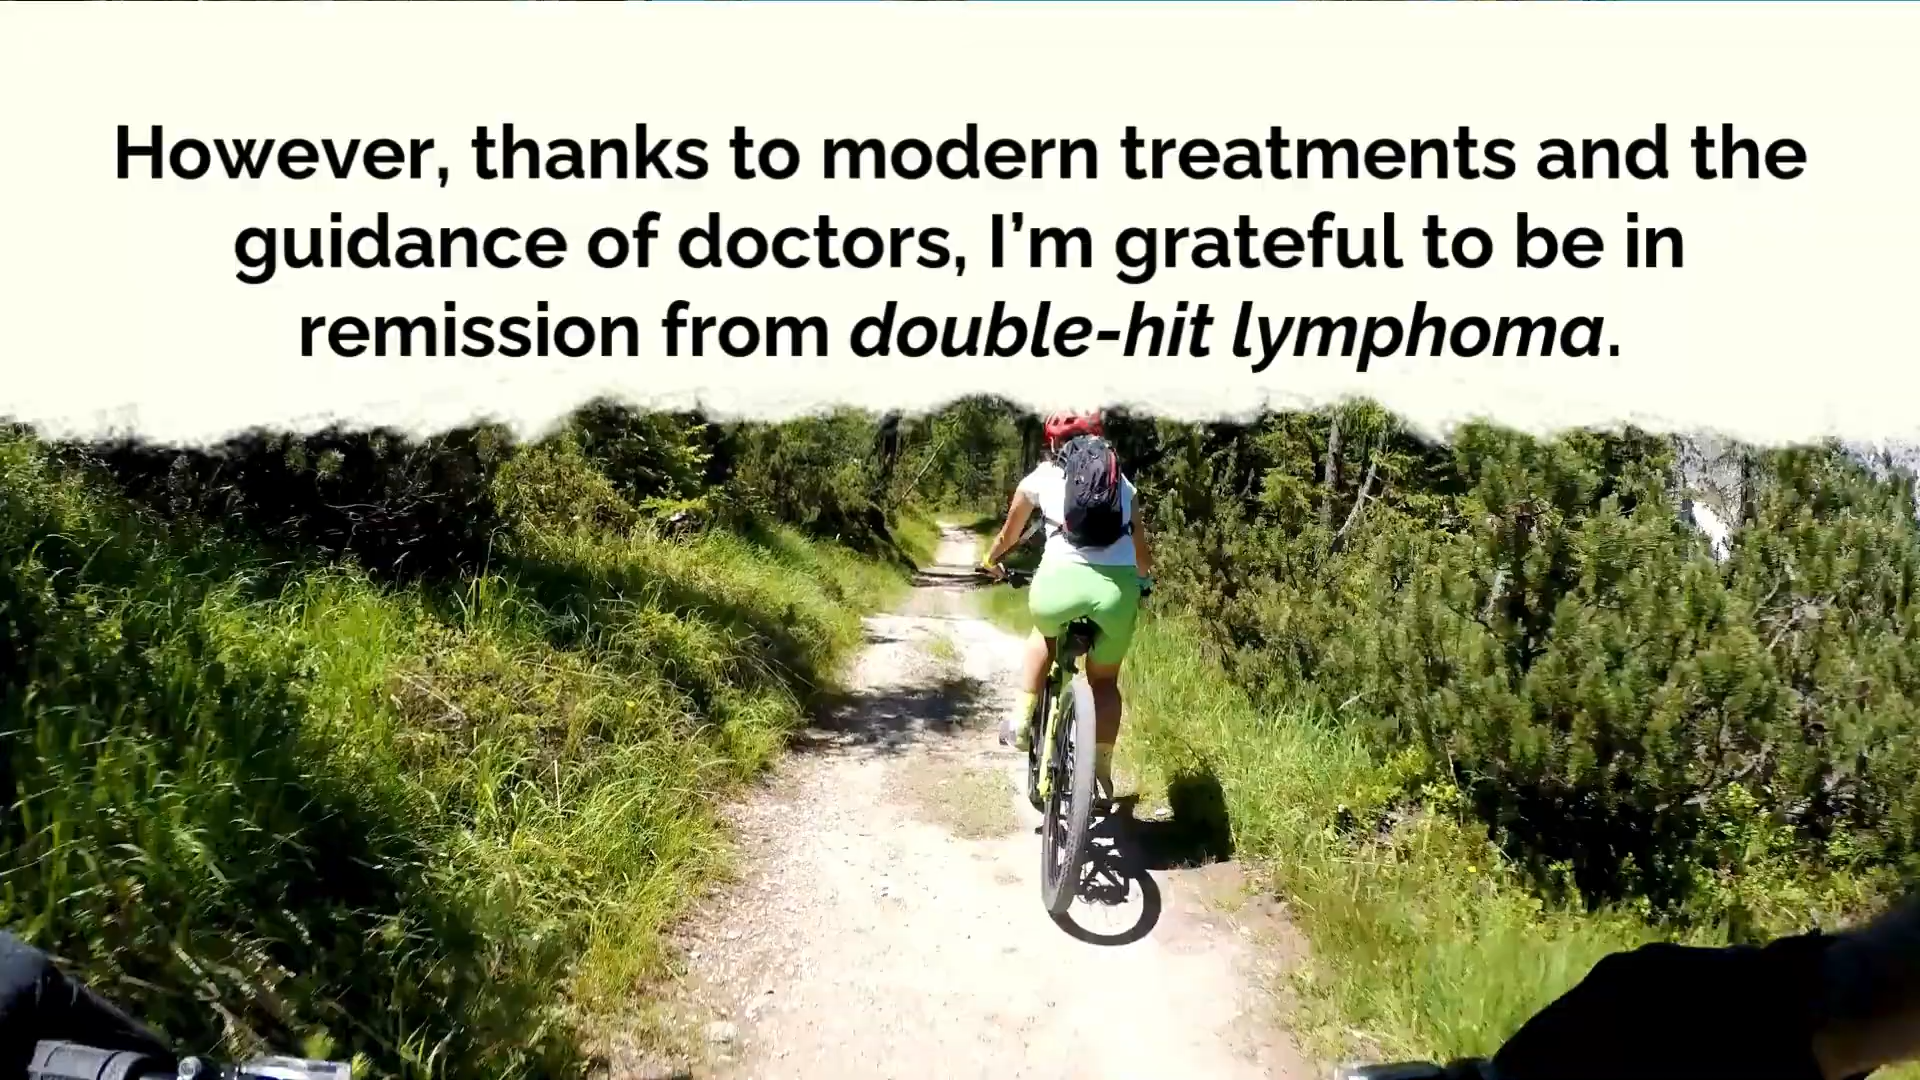 However, thanks to modern treatments and the
guidance of doctors, I’m grateful to be in
remission from double-hit lymphoma.